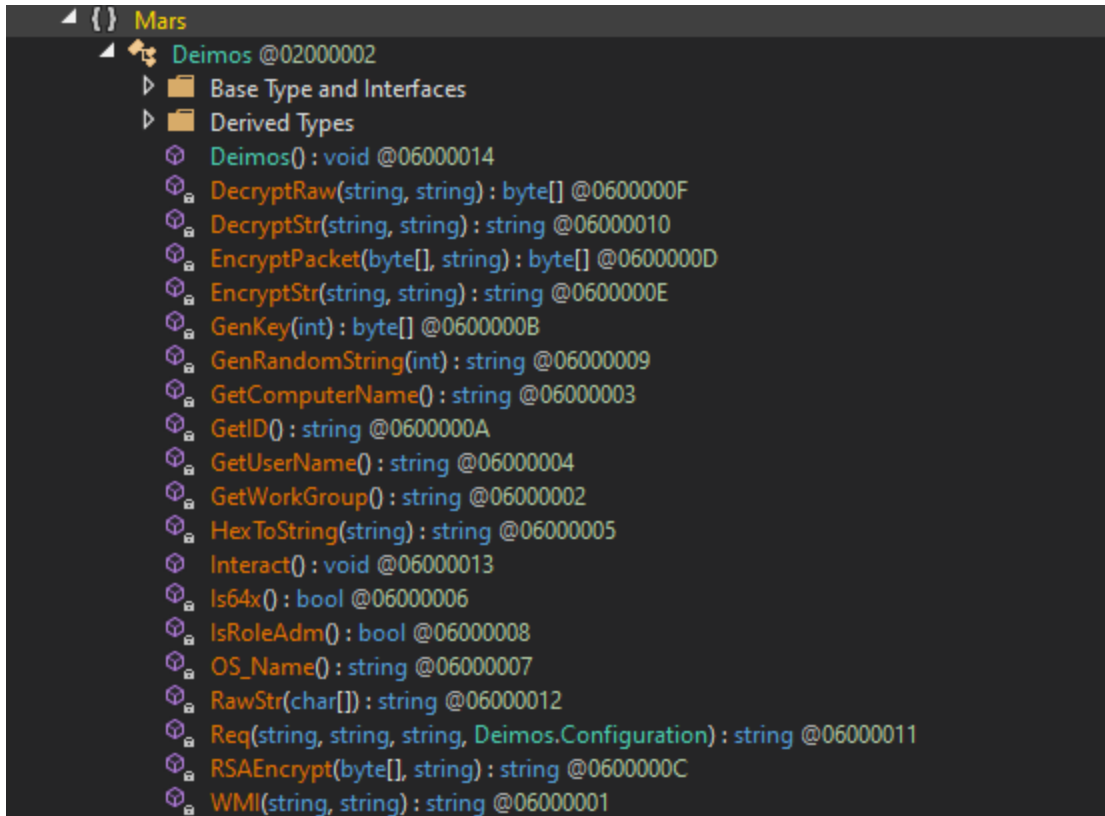 { } Mars
Deimos @02000002
Base Type and Interfaces
Derived Types
Deimos() : void @06000014
DecryptRaw(string, string) : byte[] @0600000F
DecryptStr(string, string) : string @06000010
EncryptPacket(byte[], string) : byte[] @0600000D
EncryptStr(string, string) : string @0600000E
GenKey(int) : byte[] @0600000B
GenRandomString(int) : string @06000009
GetComputerName() : string @06000003
GetID() : string @0600000A
GetUserName() : string @06000004
GetWorkGroup() : string @06000002
HexToString(string) : string @06000005
Interact() : void @06000013
Is64x() : bool @06000006
IsRoleAdm() : bool @06000008
OS_Name() : string @06000007
RawStr(char[]) : string @06000012
Req(string, string, string, Deimos.Configuration) : string @06000011
RSAEncrypt(byte[], string) : string @0600000C
WMI(string, string) : string @06000001